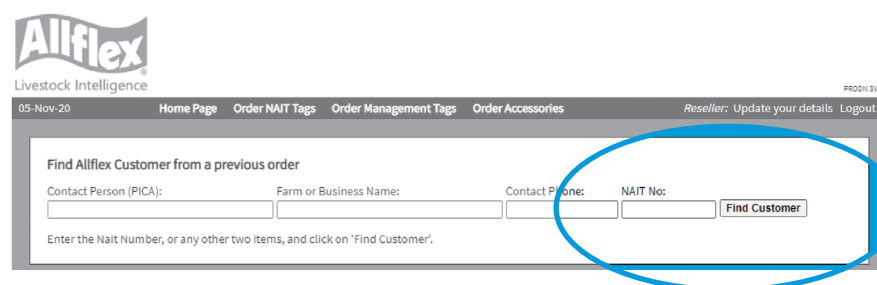 Allflex
Livestock Intelligence
PRODN SV
05-Nov-20 Home Page Order NAIT Tags Order Management Tags Order Accessories Reseller: Update your details Logout
Find Allflex Customer from a previous order
Contact Person (PICA): Farm or Business Name: Contact Phone: NAIT No:
Find Customer
Enter the Nait Number, or any other two items, and click on 'Find Customer'.